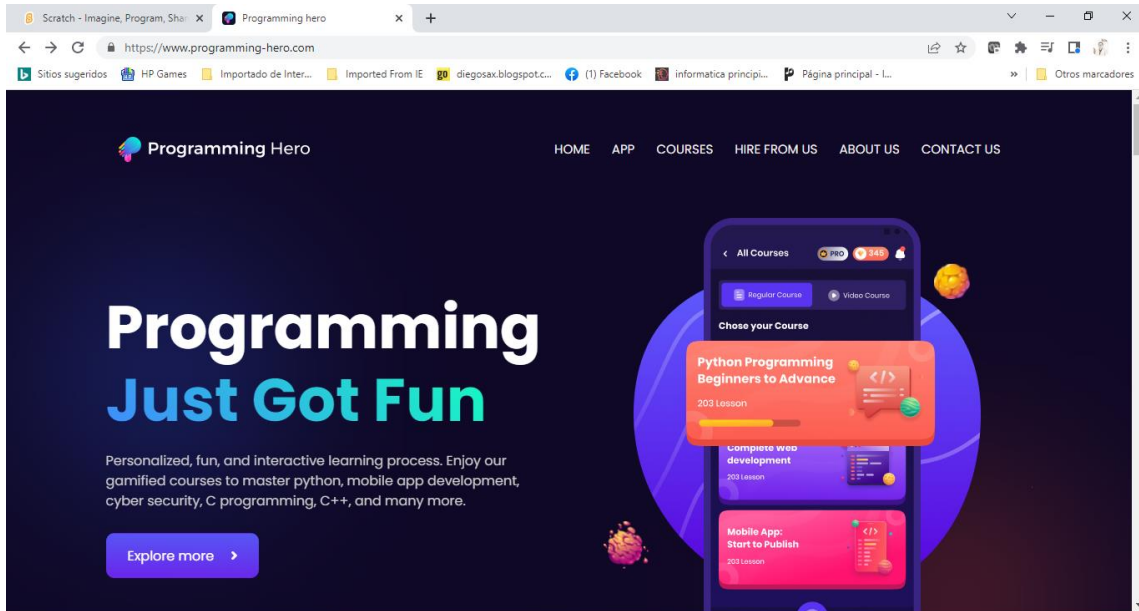 Scratch - Imagine, Program, Shar
Programming hero
https://www.programming-hero.com
Sitios sugeridos HP Games Importado de Inter... Imported From IE go diegosax.blogspot.c... (1) Facebook informatica principi... Página principal - I... » Otros marcadores
Programming Hero
HOME APP COURSES HIRE FROM US ABOUT US CONTACT US
Programming
Just Got Fun
Personalized, fun, and interactive learning process. Enjoy our
gamified courses to master python, mobile app development,
cyber security, C programming, C++, and many more.
Explore more
All Courses PRO 345
Regular Course Video Course
Chose your Course
Python Programming
Beginners to Advance
203 Lesson
</>
Complete Web
development
203 Lesson
Mobile App:
Start to Publish
203 Lesson
</>